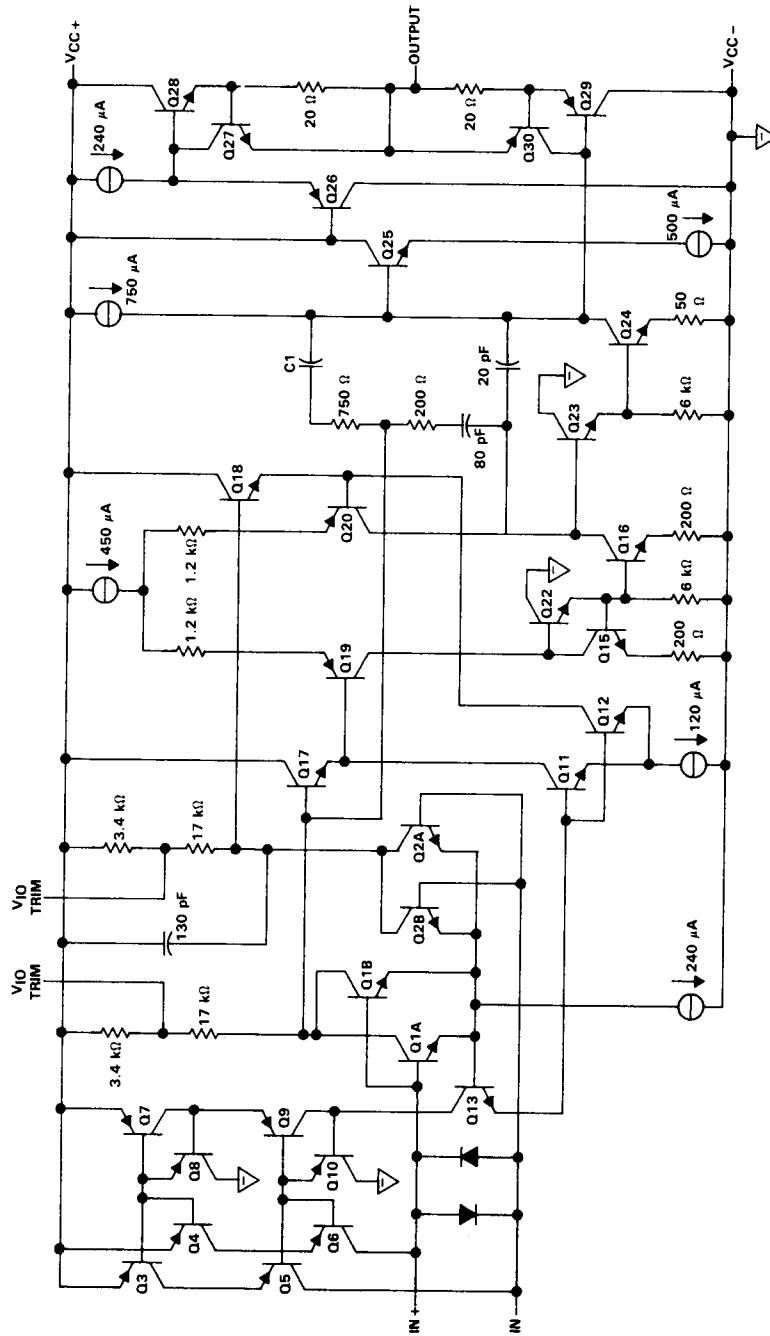 VCC+
VIO
TRIM
VIO
TRIM
3.4 kΩ
17 kΩ
130 pF
3.4 kΩ
17 kΩ
450 µA
1.2 kΩ
1.2 kΩ
750 µA
240 µA
Q3
Q4
Q8
Q7
Q5
Q6
Q10
Q9
Q1A
Q1B
Q2B
Q2A
Q13
Q17
Q18
Q19
Q20
C1
750 Ω
200 Ω
80 pF
20 pF
Q25
Q26
Q27
Q28
20 Ω
OUTPUT
20 Ω
Q30
Q29
Q11
Q12
Q22
Q15
Q16
Q23
Q24
200
Ω
6 kΩ
200 Ω
6 kΩ
50
Ω
IN +
IN −
240 µA
120 µA
500 µA
VCC −